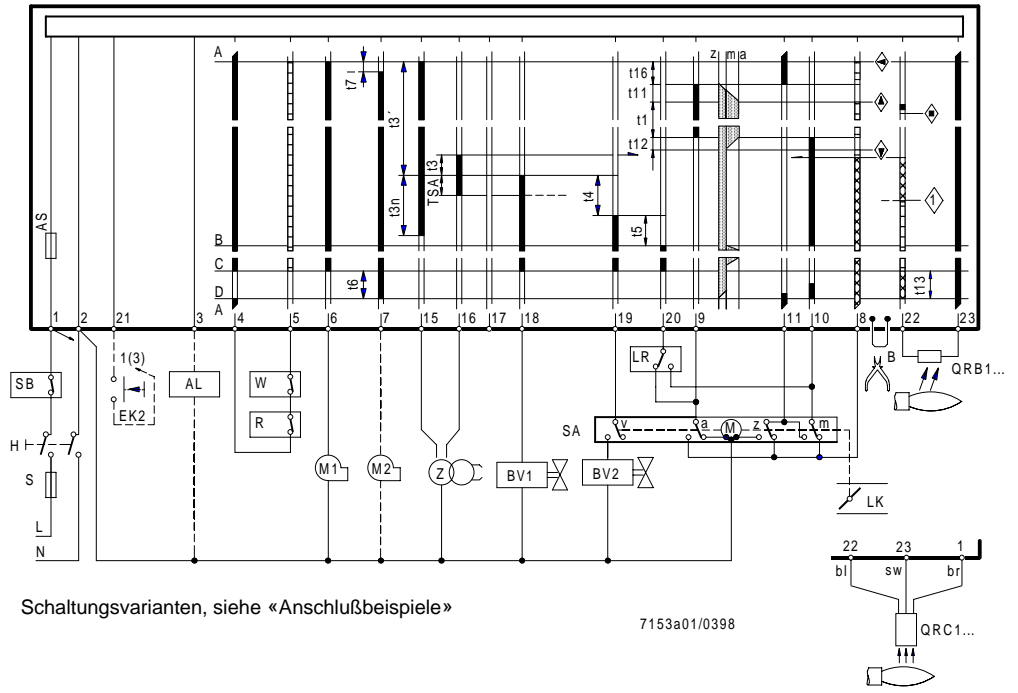 A
z m a
t7
t16
t11
t3´
t1
t12
t3
TSA
t3n
t4
t5
1
AS
B
C
t6
t13
D
A
1 2 21 3 4 5 6 7 15 16 17 18 19 20 9 11 10 8 22 23
1(3)
SB
AL
W
LR
B
QRB1...
EK2
R
H
SA
v a M z m
S
M1
M2
Z
BV1
BV2
LK
L
N
22 23 1
bl sw br
Schaltungsvarianten, siehe «Anschlußbeispiele»
7153a01/0398
QRC1...